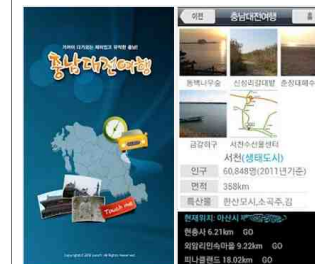 가까이 다가오는 재미있고 유익한 충남!
충남대전여행
Touch me
이전 충남대전여행 홈
동백나무숲 신성리갈대밭 춘장대해수
금강하구 서천수산물센터
서천(생태도시)
인구 60,848명(2011년기준)
면적 358km
특산물 한산모시,소곡주,김
현재위치: 아산시
현충사 6.21km GO
외암리민속마을 9.22km GO
피나클랜드 18.02km GO